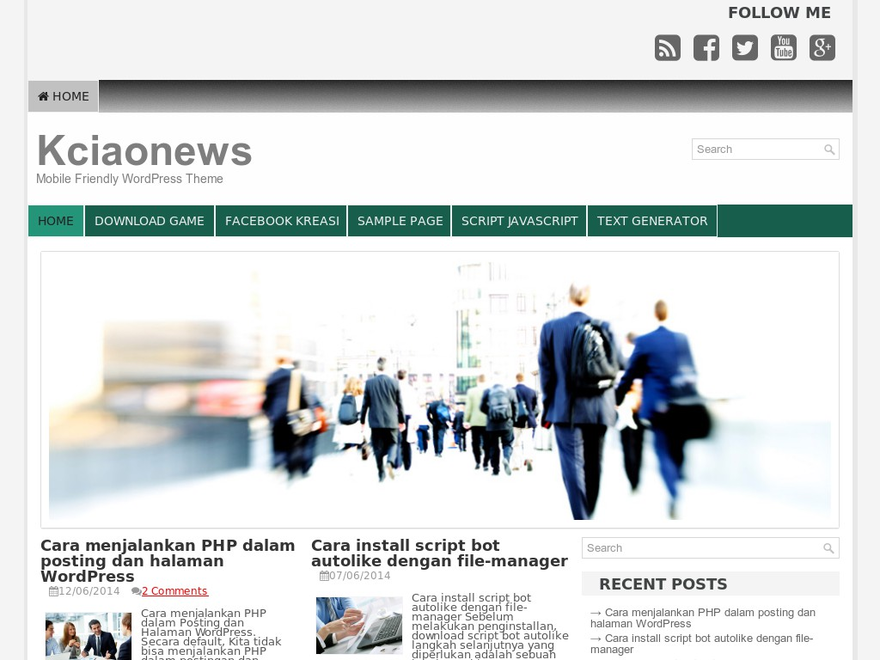 FOLLOW ME
You
Tube
HOME
Kciaonews
Mobile Friendly WordPress Theme
Search
HOME
DOWNLOAD GAME
FACEBOOK KREASI
SAMPLE PAGE
SCRIPT JAVASCRIPT
TEXT GENERATOR
Cara menjalankan PHP dalam
posting dan halaman
WordPress
12/06/2014 2 Comments
Cara menjalankan PHP
dalam Posting dan
Halaman WordPress.
Secara default, Kita tidak
bisa menjalankan PHP
dalam postingan dan
Cara install script bot
autolike dengan file-manager
07/06/2014
Cara install script bot
autolike dengan file-
manager Sebelum
melakukan penginstallan,
download script bot autolike
langkah selanjutnya yang
diperlukan adalah sebuah
Search
RECENT POSTS
→ Cara menjalankan PHP dalam posting dan
halaman WordPress
→ Cara install script bot autolike dengan file-
manager